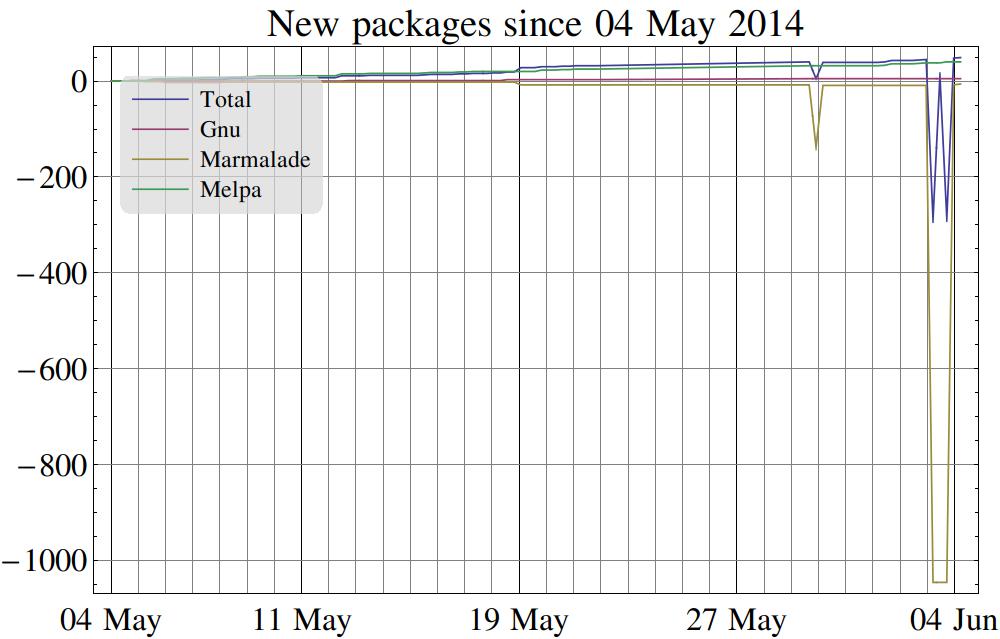 New packages since 04 May 2014
0
Total
Gnu
Marmalade
Melpa
−200
−400
−600
−800
−1000
04 May 11 May 19 May 27 May 04 Jun